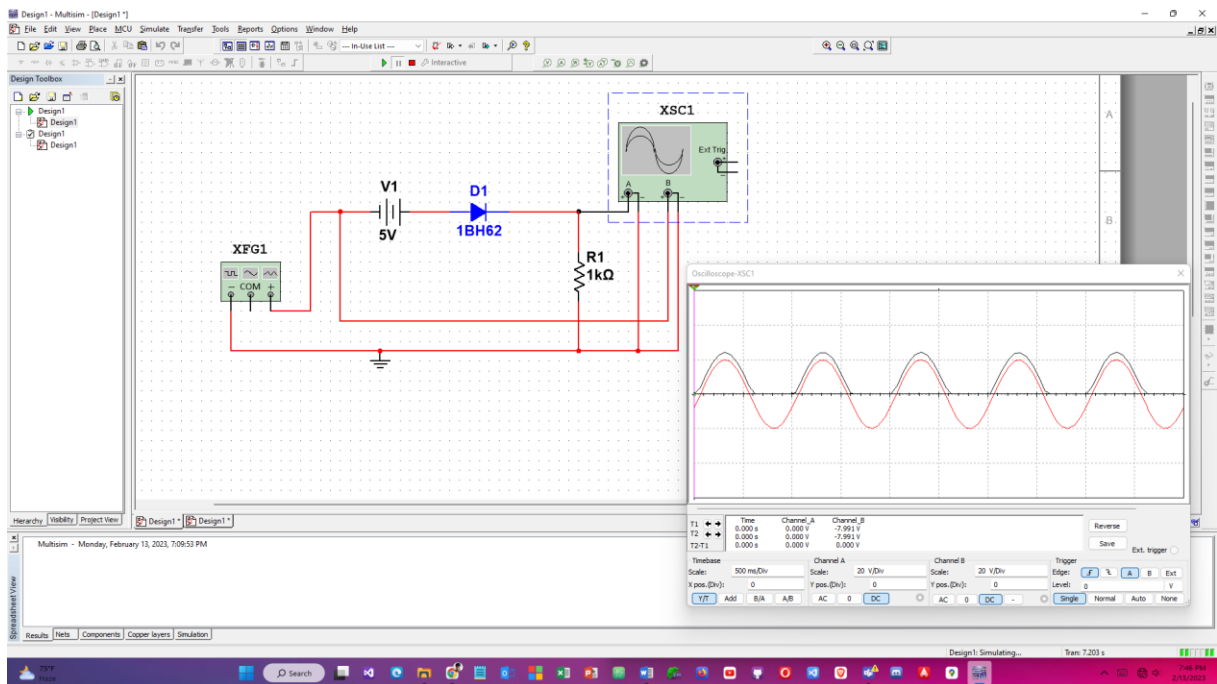 Design1 - Multisim - [Design1 *]
File Edit View Place MCU Simulate Transfer Tools Reports Options Window Help
--- In-Use List ---
Interactive
Design Toolbox
Design1
Design1
Design1
Design1
Hierarchy Visibility Project View
Design1 * Design1 *
A
B
XSC1
Ext Trig
A B
V1
5V
D1
1BH62
XFG1
COM
R1
1kΩ
Oscilloscope-XSC1
Time Channel_A Channel_B
T1 0.000 s 0.000 V -7.991 V
T2 0.000 s 0.000 V -7.991 V
T2-T1 0.000 s 0.000 V 0.000 V
Reverse
Save
Ext. trigger
Timebase Channel A Channel B Trigger
Scale: 500 ms/Div Scale: 20 V/Div Scale: 20 V/Div Edge: A B Ext
X pos.(Div): 0 Y pos.(Div): 0 Y pos.(Div): 0 Level: 0 V
Y/T Add B/A A/B AC 0 DC AC 0 DC - Single Normal Auto None
Multisim - Monday, February 13, 2023, 7:09:53 PM
Spreadsheet View
Results Nets Components Copper layers Simulation
Design1: Simulating... Tran: 7.203 s
73°F
Haze
Search
7:46 PM
2/13/2023